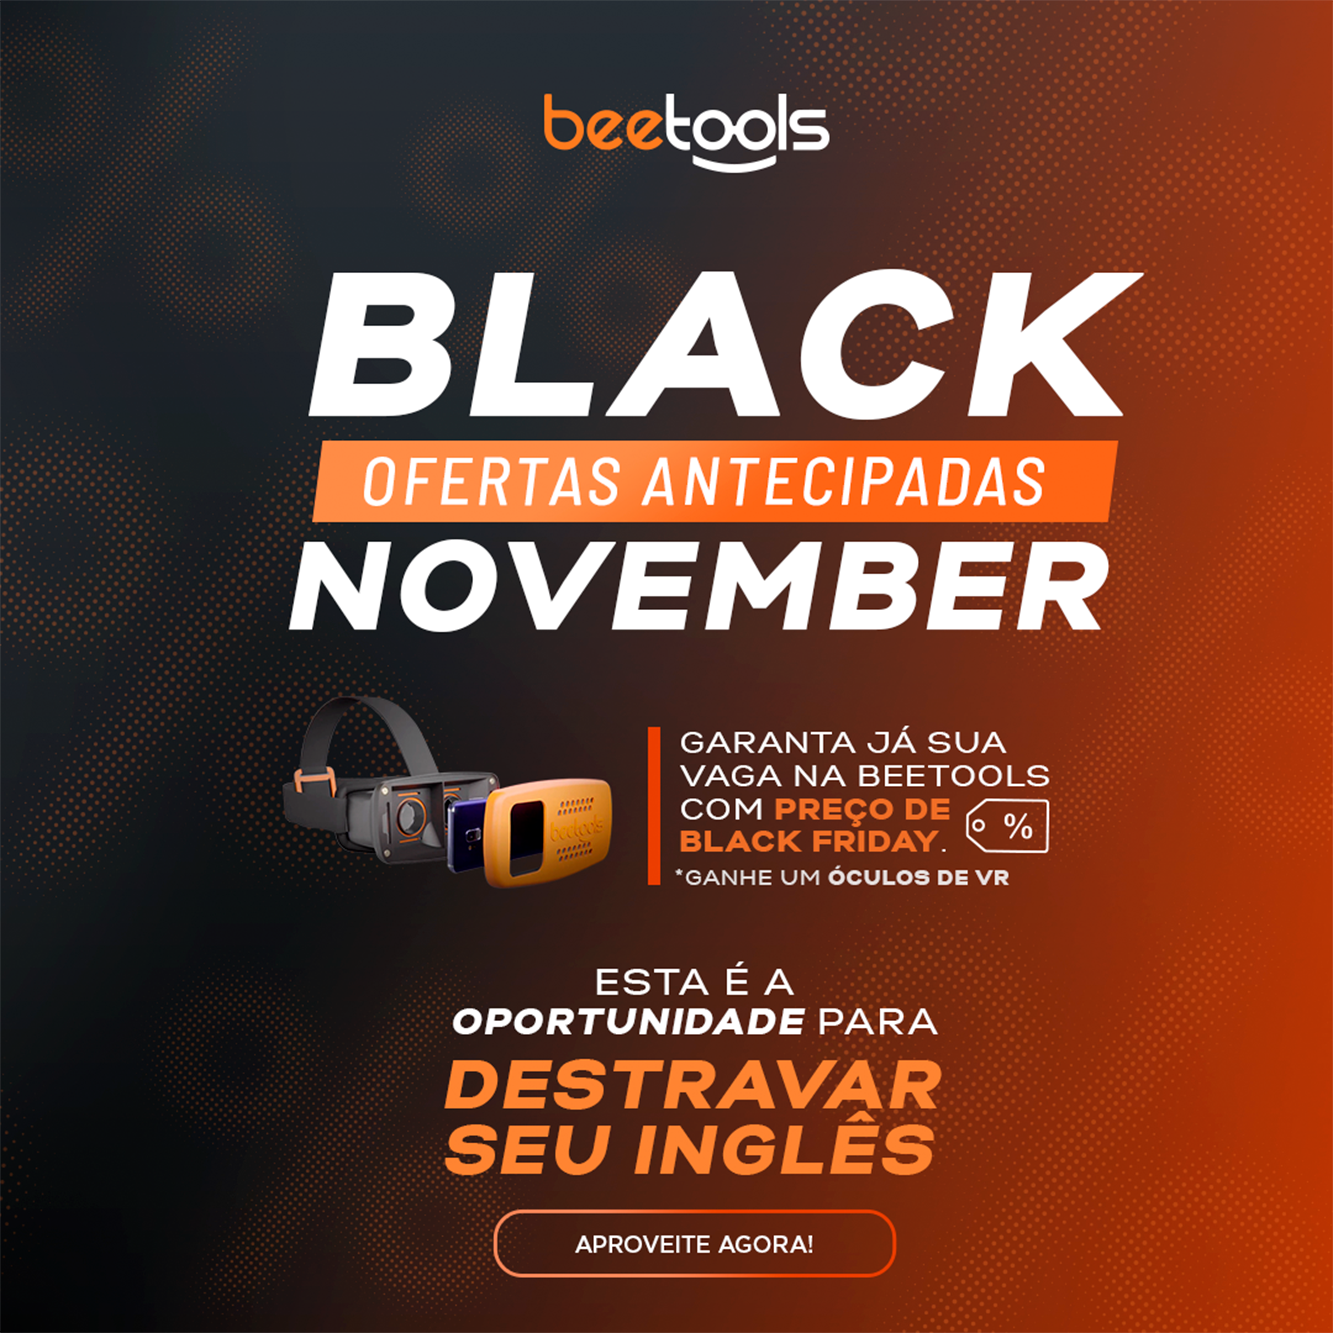 beetools
BLACK
OFERTAS ANTECIPADAS
NOVEMBER
beetools
GARANTA JÁ SUA
VAGA NA BEETOOLS
COM PREÇO DE
BLACK FRIDAY.
%
*GANHE UM ÓCULOS DE VR
ESTA É A
OPORTUNIDADE PARA
DESTRAVAR
SEU INGLÊS
APROVEITE AGORA!